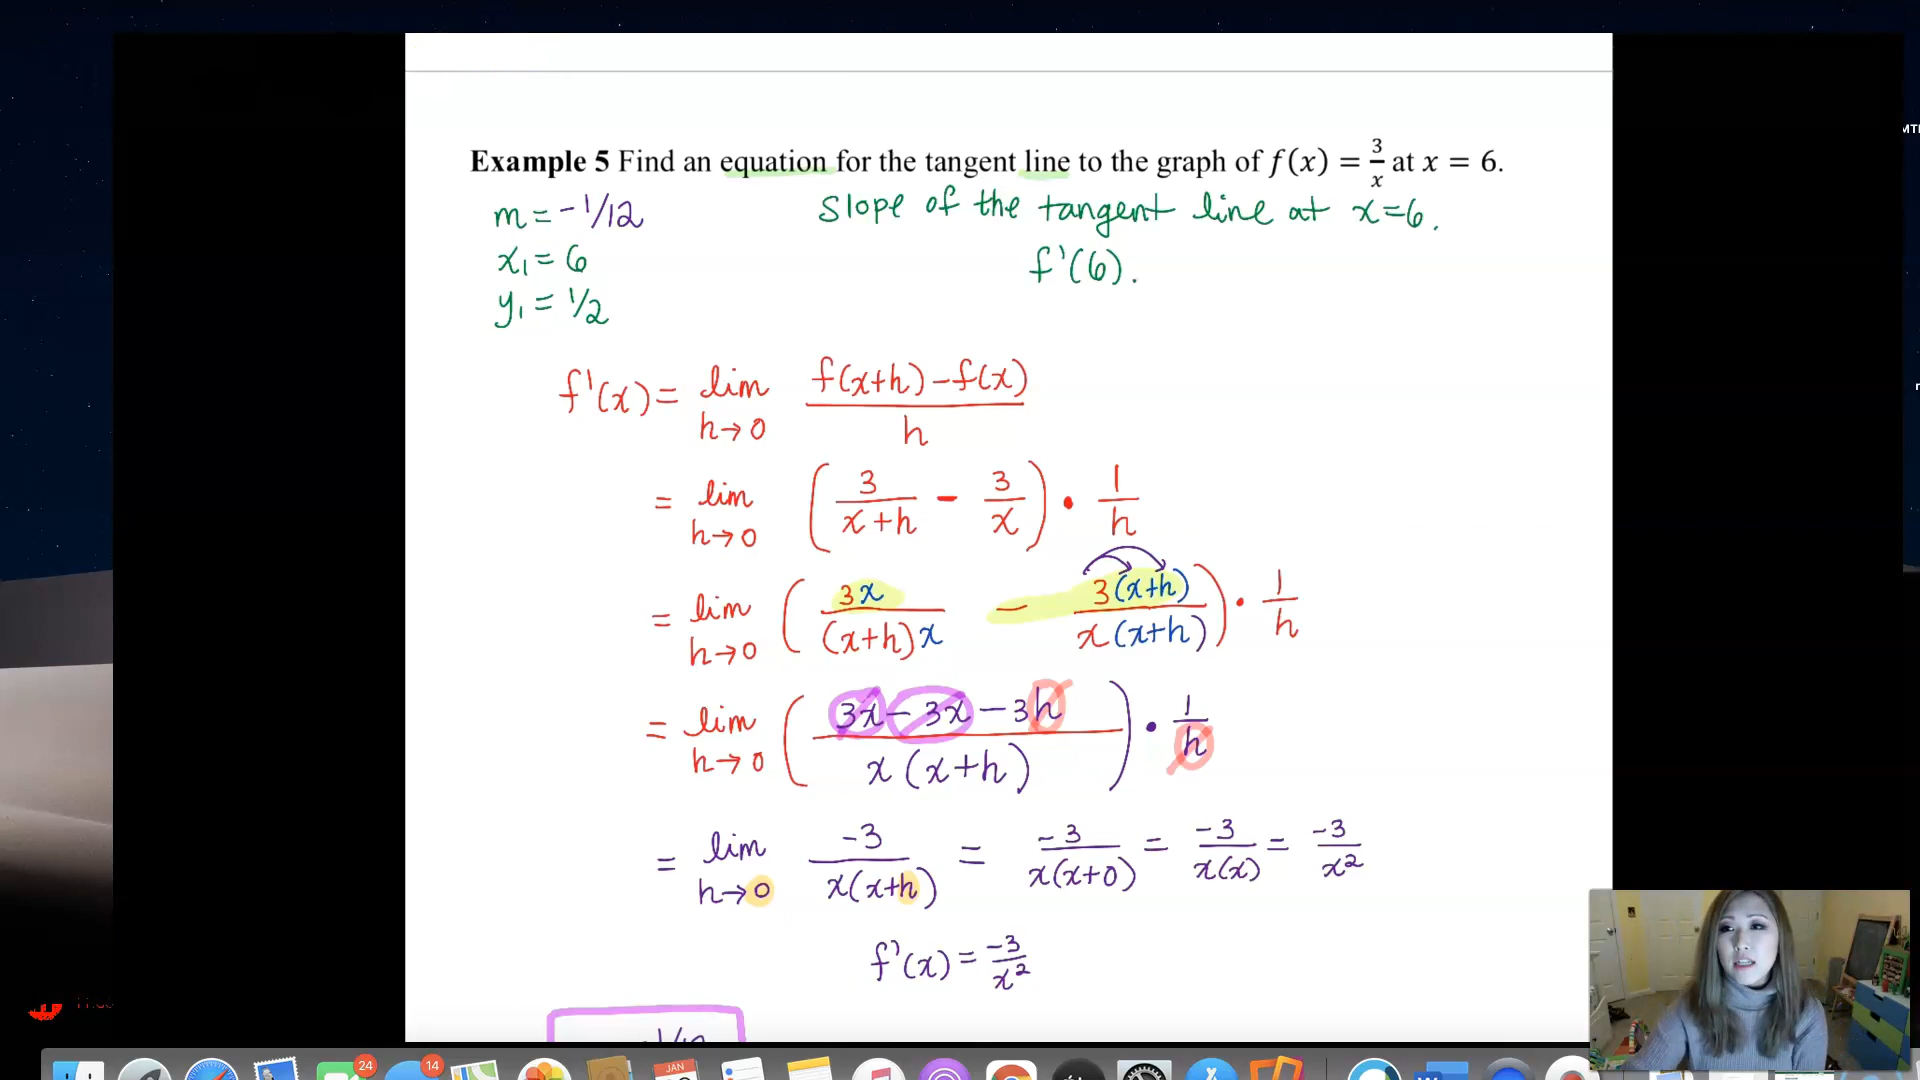 Example 5 Find an equation for the tangent line to the graph of f(x) = 3/x at x = 6.
m = -1/12
slope of the tangent line at x=6.
x₁ = 6
f'(6).
y₁ = 1/2
f'(x) = lim h→0 (f(x+h) - f(x))/h
= lim h→0 (3/(x+h) - 3/x) • 1/h
= lim h→0 (3x/((x+h)x) - 3(x+h)/(x(x+h))) • 1/h
= lim h→0 ((3x - 3x - 3h)/(x(x+h))) • 1/h
= lim h→0 -3/(x(x+h)) = -3/(x(x+0)) = -3/(x(x)) = -3/x²
f'(x) = -3/x²
24
14
JAN